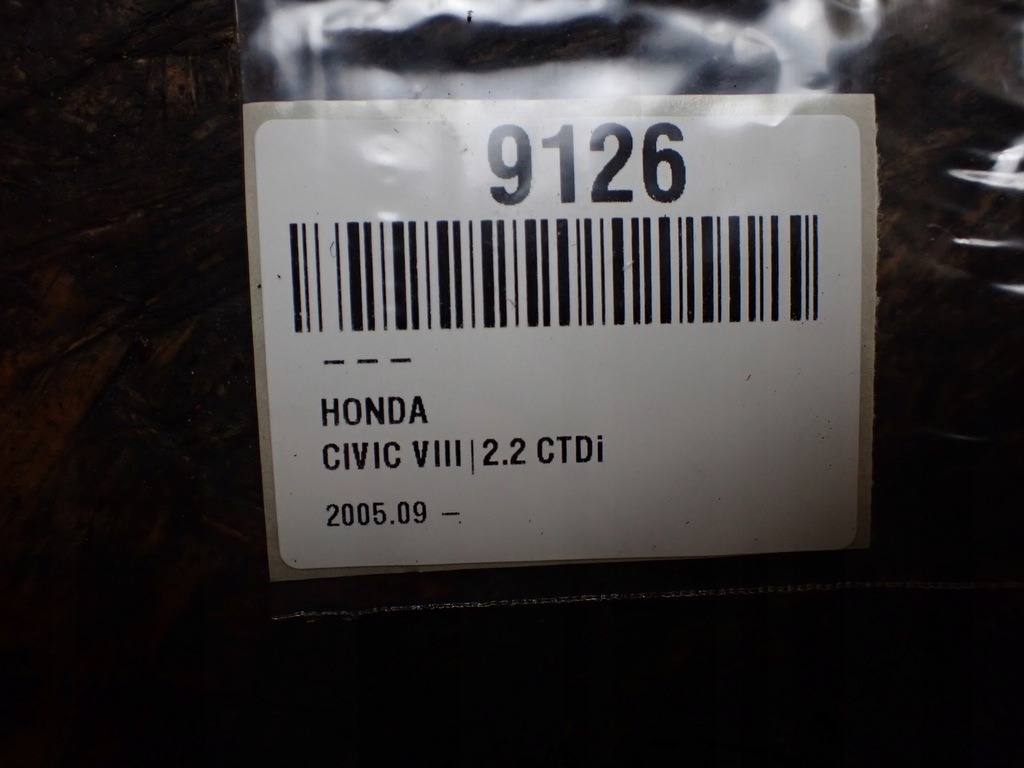 9126
– – –
HONDA
CIVIC VIII|2.2 CTDi
2005.09 –